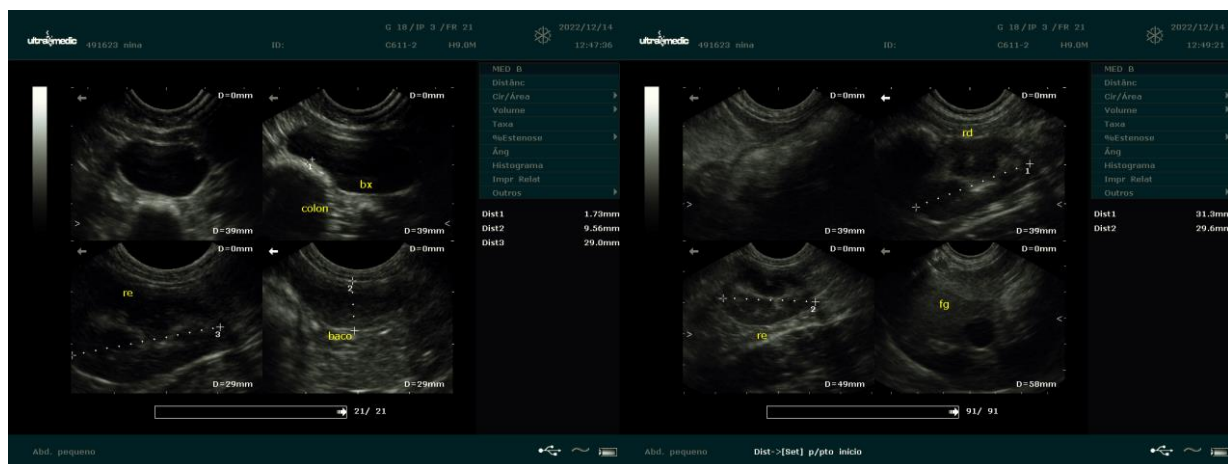 G 18/IP 3 /FR 21
2022/12/14
ultramedic 491623 nina ID: C611-2 H9.0M 12:47:36
MED B
Distânc
Cir/Área
Volume
Taxa
%Estenose
Âng
Histograma
Impr Relat
Outros
Dist1 1.73mm
Dist2 9.56mm
Dist3 29.0mm
D=0mm
D=0mm
1
bx
colon
D=39mm
D=39mm
D=0mm
D=0mm
re
2
3
baco
D=29mm
D=29mm
21/ 21
Abd. pequeno
G 18/IP 3 /FR 21
2022/12/14
ultramedic 491623 nina ID: C611-2 H9.0M 12:49:21
MED B
Distânc
Cir/Área
Volume
Taxa
%Estenose
Âng
Histograma
Impr Relat
Outros
Dist1 31.3mm
Dist2 29.6mm
D=0mm
D=0mm
rd
1
D=39mm
D=39mm
D=0mm
D=0mm
fg
2
re
D=49mm
D=58mm
91/ 91
Abd. pequeno Dist->[Set] p/pto início